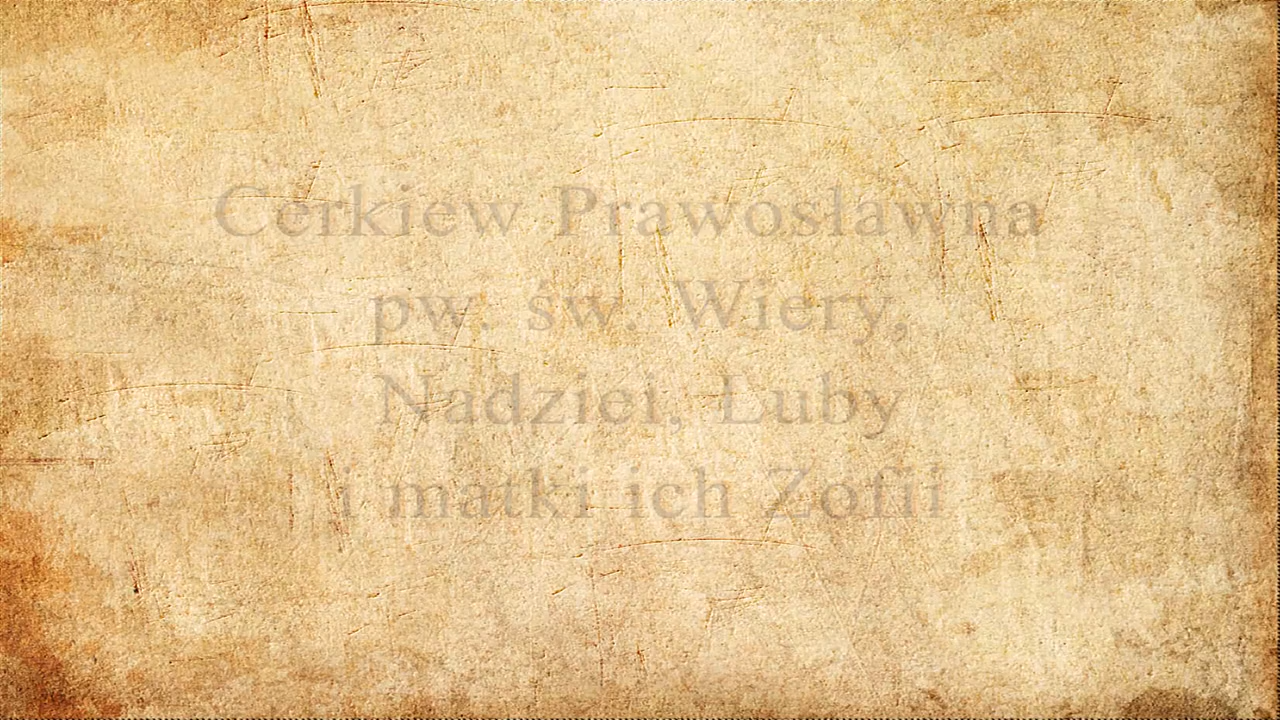 Cerkiew Prawosławna
pw. św. Wiery,
Nadziei, Luby
i matki ich Zofii